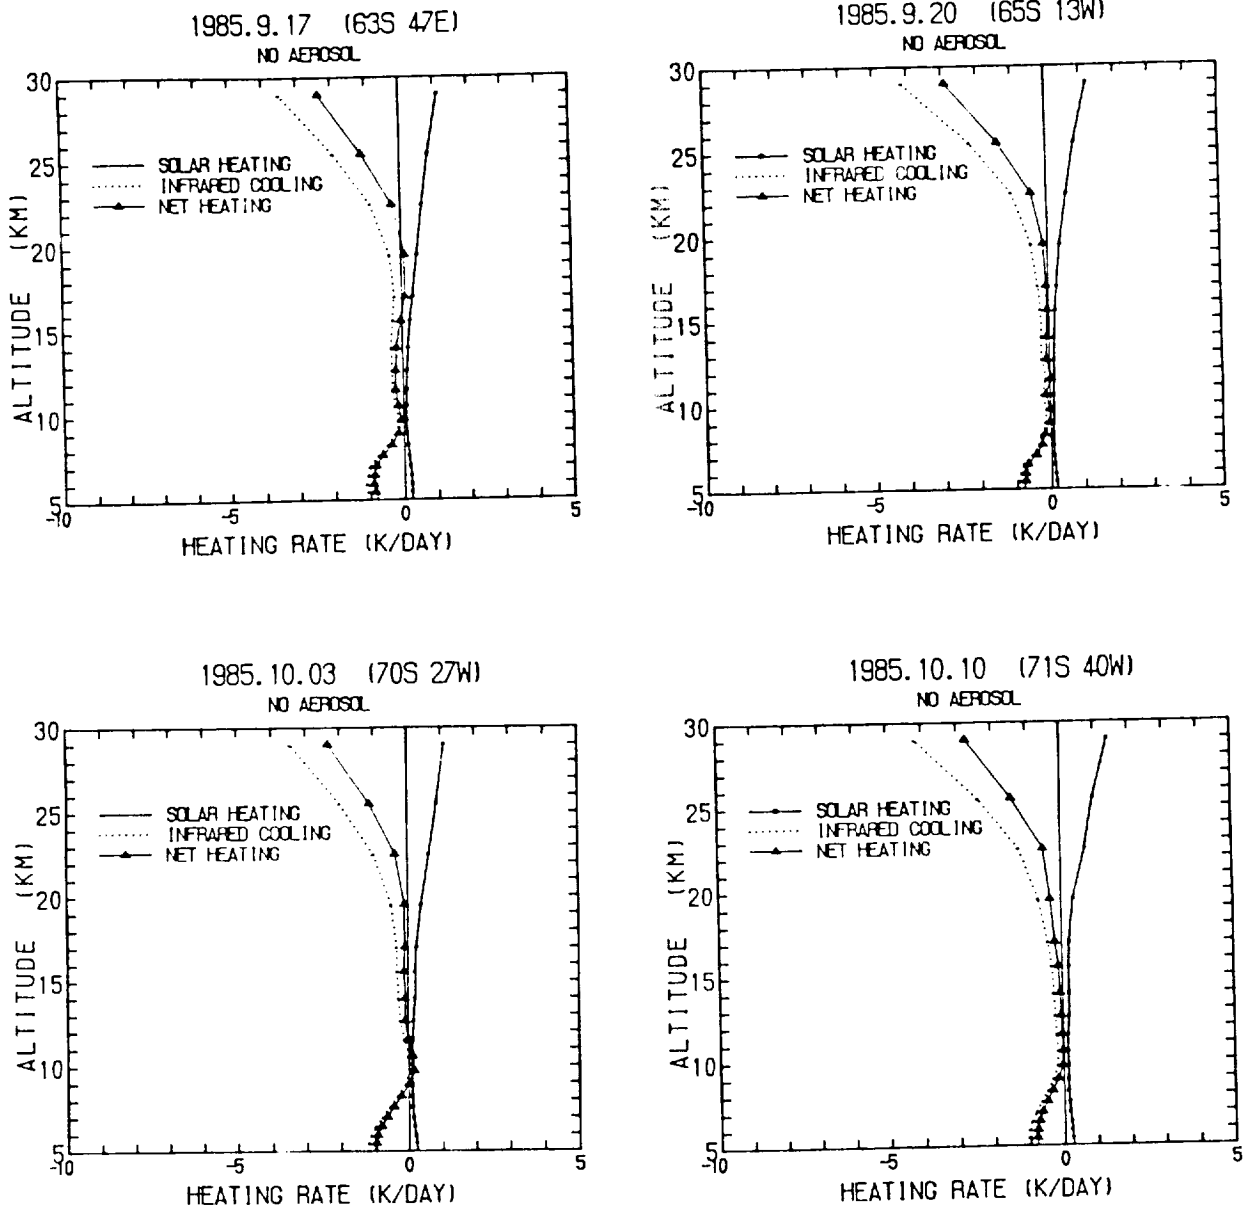 1985.9.17 (63S 47E)
NO AEROSOL
30
25
20
15
10
5
-10
-5
0
5
ALTITUDE (KM)
SOLAR HEATING
INFRARED COOLING
NET HEATING
HEATING RATE (K/DAY)
1985.9.20 (65S 13W)
NO AEROSOL
30
25
20
15
10
5
-10
-5
0
5
ALTITUDE (KM)
SOLAR HEATING
INFRARED COOLING
NET HEATING
HEATING RATE (K/DAY)
1985.10.03 (70S 27W)
NO AEROSOL
30
25
20
15
10
5
-10
-5
0
5
ALTITUDE (KM)
SOLAR HEATING
INFRARED COOLING
NET HEATING
HEATING RATE (K/DAY)
1985.10.10 (71S 40W)
NO AEROSOL
30
25
20
15
10
5
-10
-5
0
5
ALTITUDE (KM)
SOLAR HEATING
INFRARED COOLING
NET HEATING
HEATING RATE (K/DAY)